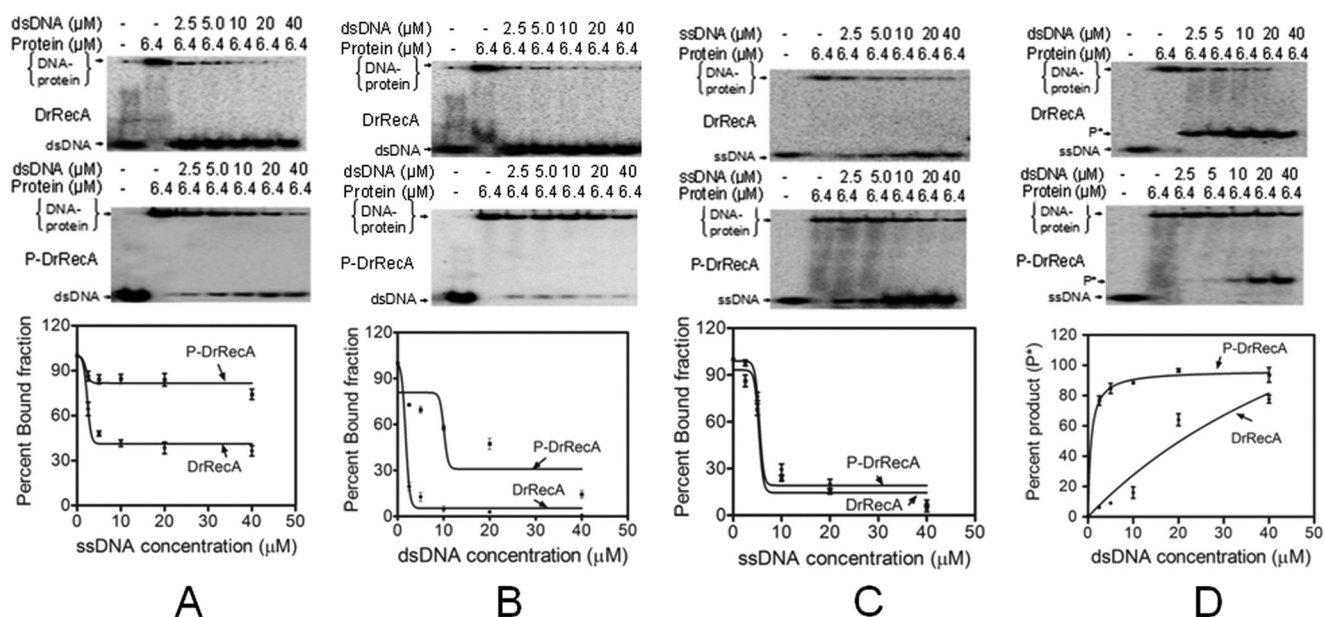 dsDNA (µM)
- - 2.5 5.0 10 20 40
Protein (µM) - 6.4 6.4 6.4 6.4 6.4 6.4
{DNA-protein}
DrRecA
dsDNA
dsDNA (µM) - - 2.5 5.0 10 20 40
Protein (µM) - 6.4 6.4 6.4 6.4 6.4 6.4
{DNA-protein}
P-DrRecA
dsDNA
Percent Bound fraction
120
90
60
30
0
P-DrRecA
DrRecA
0 10 20 30 40 50
ssDNA concentration (µM)
A
dsDNA (µM) - - 2.5 5.0 10 20 40
Protein (µM) - 6.4 6.4 6.4 6.4 6.4 6.4
{DNA-protein}
DrRecA
dsDNA
dsDNA (µM) - - 2.5 5.0 10 20 40
Protein (µM) - 6.4 6.4 6.4 6.4 6.4 6.4
{DNA-protein}
P-DrRecA
dsDNA
Percent Bound fraction
120
90
60
30
0
P-DrRecA
DrRecA
0 10 20 30 40 50
dsDNA concentration (µM)
B
ssDNA (µM) - - 2.5 5.0 10 20 40
Protein (µM) - 6.4 6.4 6.4 6.4 6.4 6.4
{DNA-protein}
DrRecA
ssDNA
ssDNA (µM) - - 2.5 5.0 10 20 40
Protein (µM) - 6.4 6.4 6.4 6.4 6.4 6.4
{DNA-protein}
P-DrRecA
ssDNA
Percent Bound fraction
120
90
60
30
0
P-DrRecA
DrRecA
0 10 20 30 40 50
ssDNA concentration (µM)
C
dsDNA (µM) - - 2.5 5 10 20 40
Protein (µM) - 6.4 6.4 6.4 6.4 6.4 6.4
{DNA-protein}
DrRecA
P*
ssDNA
dsDNA (µM) - - 2.5 5 10 20 40
Protein (µM) - 6.4 6.4 6.4 6.4 6.4 6.4
{DNA-protein}
P-DrRecA
P*
ssDNA
Percent product (P*)
120
100
80
60
40
20
0
P-DrRecA
DrRecA
0 10 20 30 40 50
dsDNA concentration (µM)
D